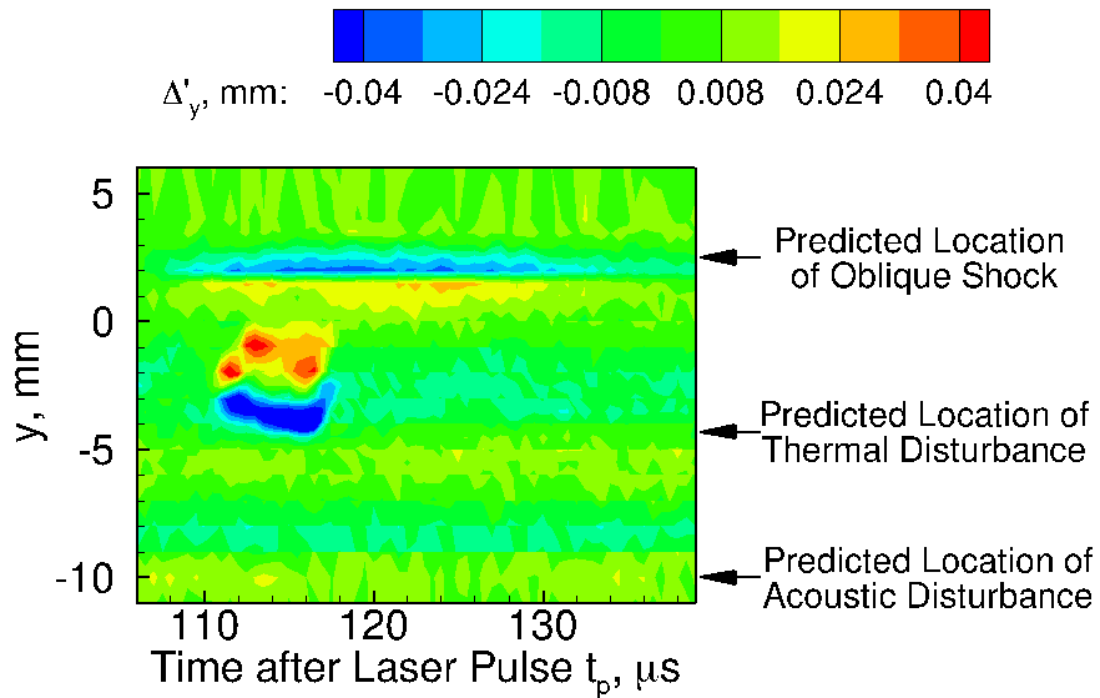 Δ'y, mm: -0.04 -0.024 -0.008 0.008 0.024 0.04
5
0
-5
-10
y, mm
110 120 130
Time after Laser Pulse tp, μs
Predicted Location
of Oblique Shock
Predicted Location of
Thermal Disturbance
Predicted Location of
Acoustic Disturbance